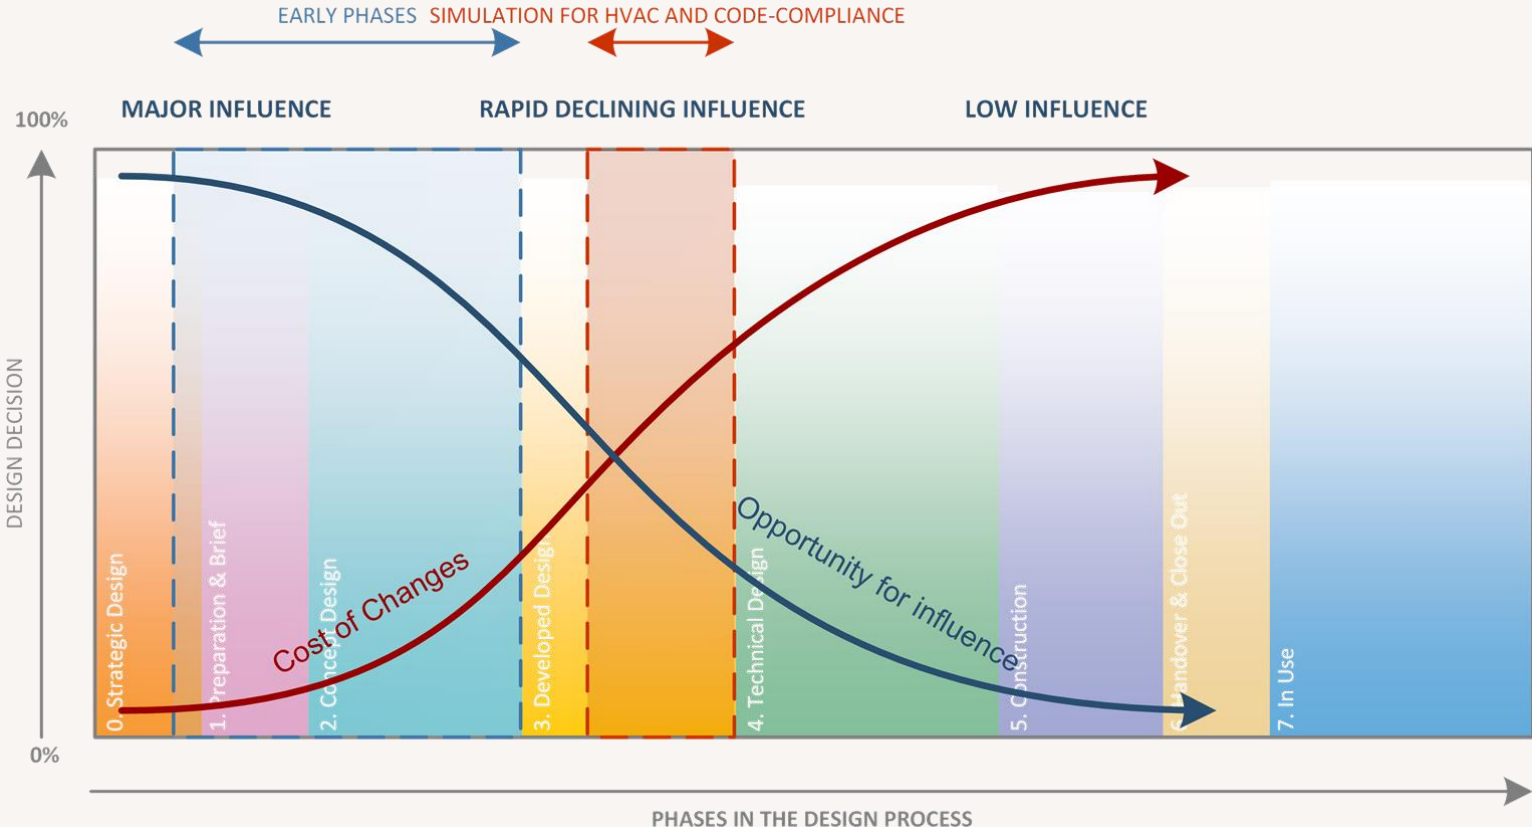 EARLY PHASES SIMULATION FOR HVAC AND CODE-COMPLIANCE
MAJOR INFLUENCE
RAPID DECLINING INFLUENCE
LOW INFLUENCE
100%
DESIGN DECISION
0%
0. Strategic Design
1. Preparation & Brief
2. Concept Design
3. Developed Design
4. Technical Design
5. Construction
6. Handover & Close Out
7. In Use
Cost of Changes
Opportunity for influence
PHASES IN THE DESIGN PROCESS